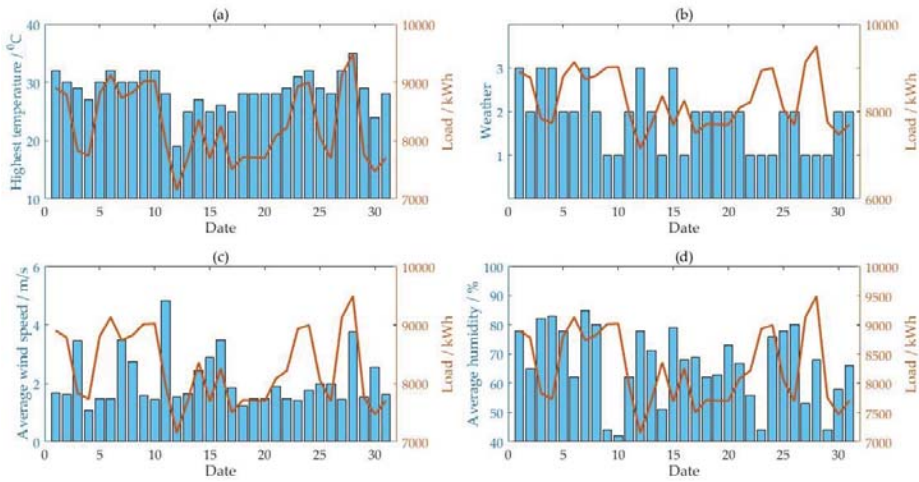 (a)
40
30
20
10
Highest temperature / ⁰C
10000
9000
8000
7000
Load / kWh
0 5 10 15 20 25 30
Date
(b)
3
2
1
Weather
10000
8000
6000
Load / kWh
0 5 10 15 20 25 30
Date
(c)
6
4
2
0
Average wind speed / m/s
10000
9000
8000
7000
Load / kWh
0 5 10 15 20 25 30
Date
(d)
100
90
80
70
60
50
40
Average humidity / %
10000
9500
9000
8500
8000
7500
7000
Load / kWh
0 5 10 15 20 25 30
Date